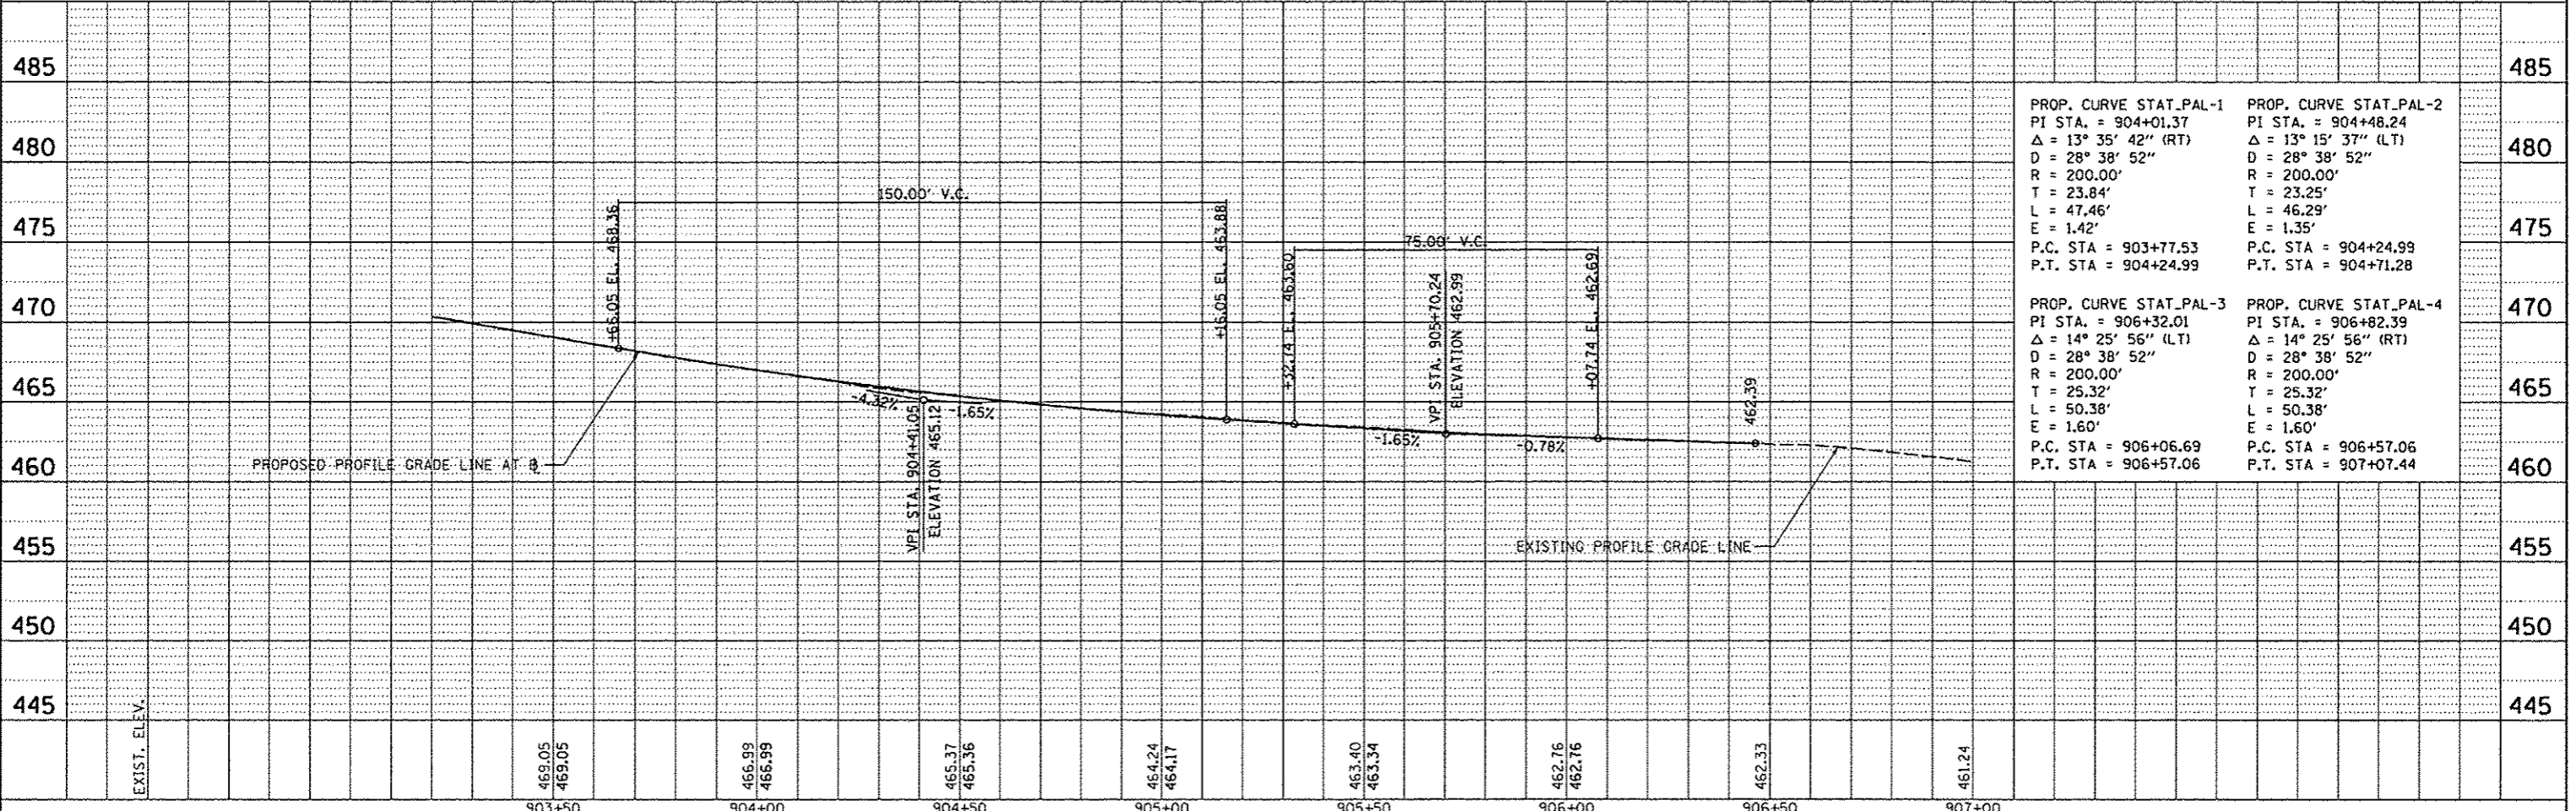 485
480
475
470
465
460
455
450
445
485
480
475
470
465
460
455
450
445
150.00' V.C.
+66.05 EL. 468.36
+16.05 EL. 463.88
75.00' V.C.
+32.74 EL. 463.60
VPI STA. 905+70.24
ELEVATION 462.99
+07.74 EL. 462.69
462.39
-4.32%
-1.65%
VPI STA. 904+41.05
ELEVATION 465.12
-1.65%
-0.78%
PROPOSED PROFILE GRADE LINE AT ℄
EXISTING PROFILE GRADE LINE
PROP. CURVE STAT_PAL-1
PI STA. = 904+01.37
Δ = 13° 35' 42" (RT)
D = 28° 38' 52"
R = 200.00'
T = 23.84'
L = 47.46'
E = 1.42'
P.C. STA = 903+77.53
P.T. STA = 904+24.99
PROP. CURVE STAT_PAL-2
PI STA. = 904+48.24
Δ = 13° 15' 37" (LT)
D = 28° 38' 52"
R = 200.00'
T = 23.25'
L = 46.29'
E = 1.35'
P.C. STA = 904+24.99
P.T. STA = 904+71.28
PROP. CURVE STAT_PAL-3
PI STA. = 906+32.01
Δ = 14° 25' 56" (LT)
D = 28° 38' 52"
R = 200.00'
T = 25.32'
L = 50.38'
E = 1.60'
P.C. STA = 906+06.69
P.T. STA = 906+57.06
PROP. CURVE STAT_PAL-4
PI STA. = 906+82.39
Δ = 14° 25' 56" (RT)
D = 28° 38' 52"
R = 200.00'
T = 25.32'
L = 50.38'
E = 1.60'
P.C. STA = 906+57.06
P.T. STA = 907+07.44
EXIST. ELEV.
469.05
469.05
466.99
466.99
465.37
465.36
464.24
464.17
463.40
463.34
462.76
462.76
462.33
461.24
903+50
904+00
904+50
905+00
905+50
906+00
906+50
907+00